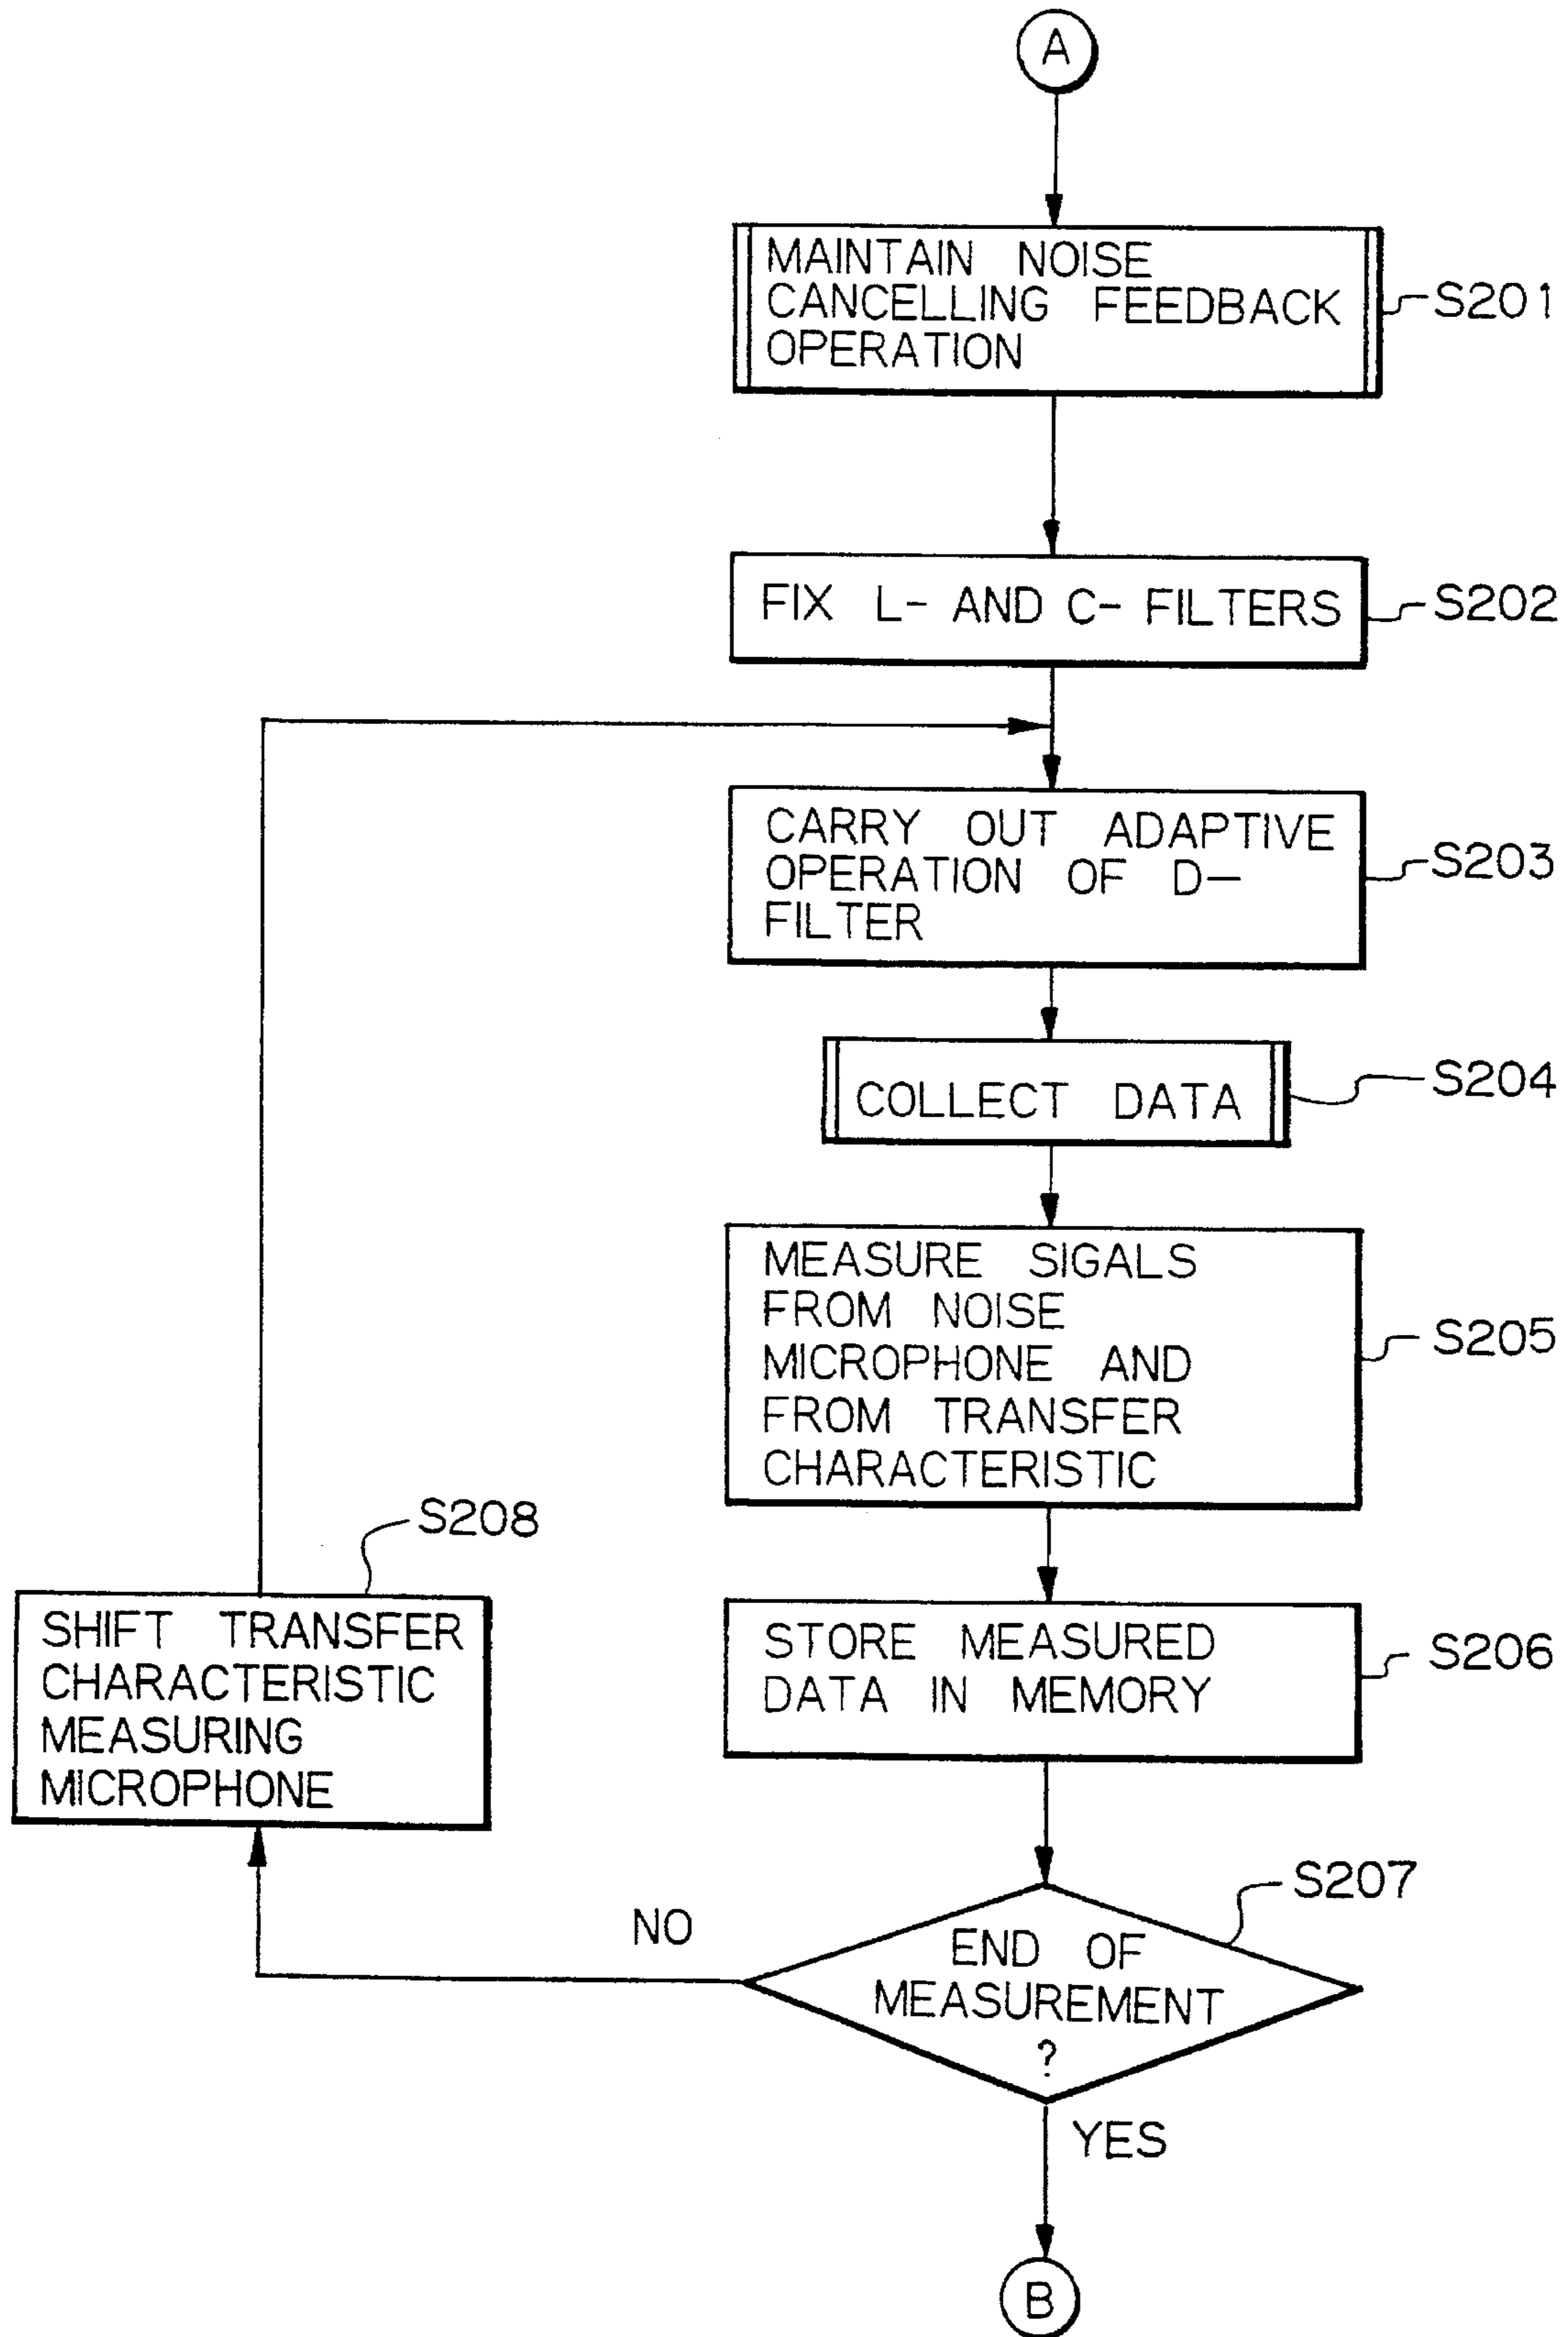 A
MAINTAIN NOISE
CANCELLING FEEDBACK
OPERATION
S201
FIX L- AND C- FILTERS
S202
CARRY OUT ADAPTIVE
OPERATION OF D-
FILTER
S203
COLLECT DATA
S204
MEASURE SIGALS
FROM NOISE
MICROPHONE AND
FROM TRANSFER
CHARACTERISTIC
S205
STORE MEASURED
DATA IN MEMORY
S206
END OF
MEASUREMENT
?
S207
NO
SHIFT TRANSFER
CHARACTERISTIC
MEASURING
MICROPHONE
S208
YES
B